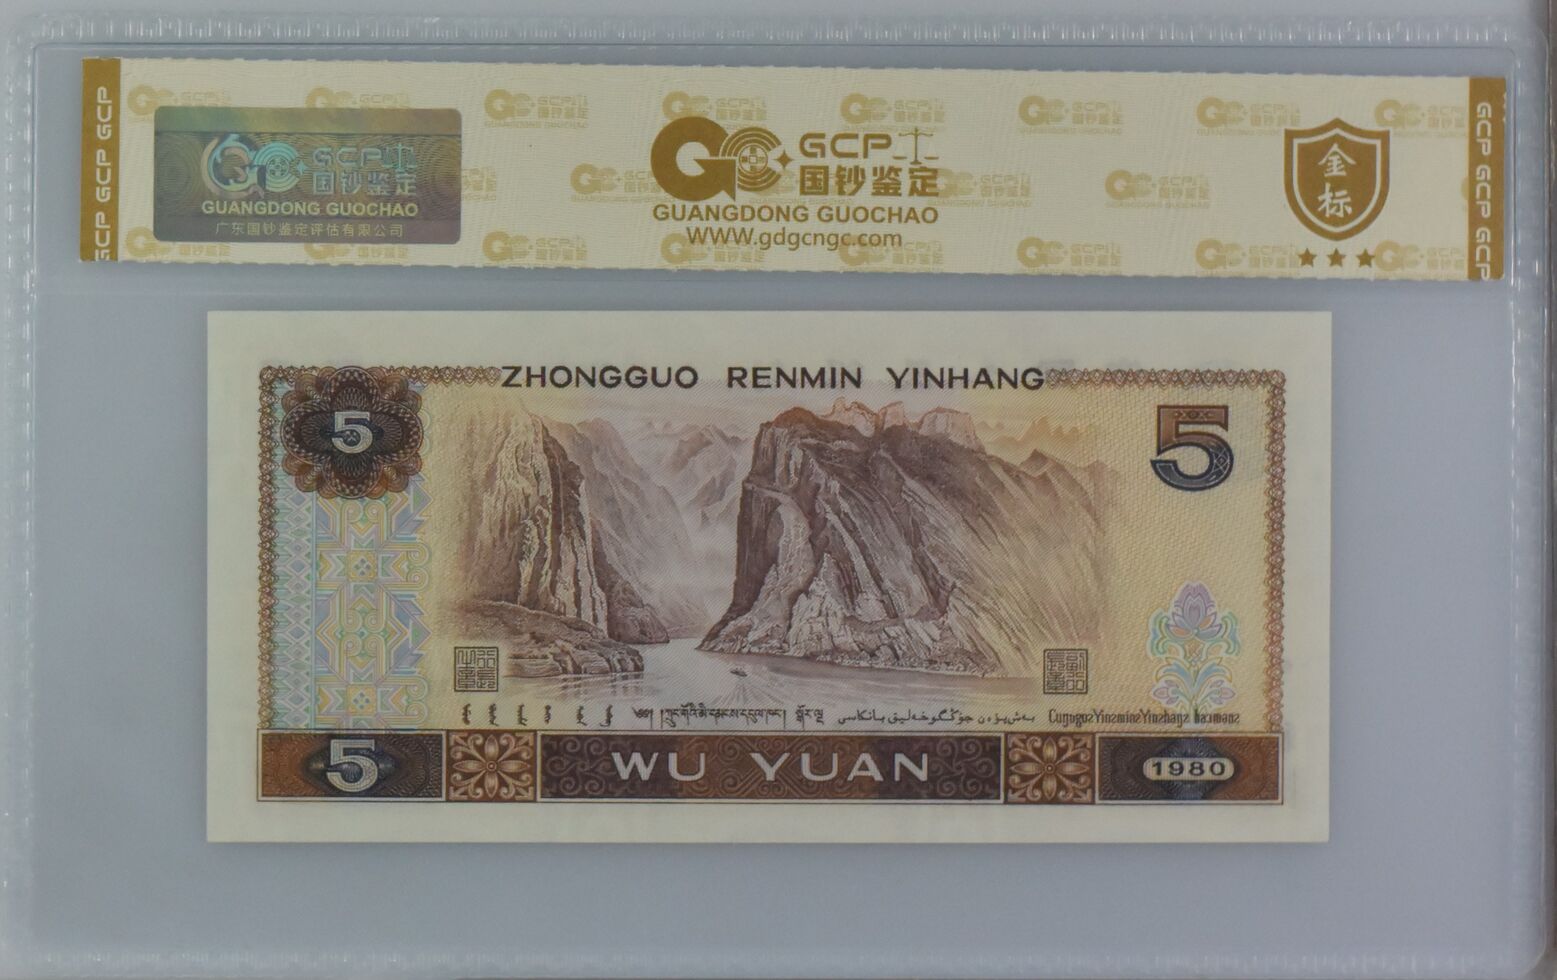 GCP GCP GCP
GCP
国钞鉴定
GUANGDONG GUOCHAO
广东国钞鉴定评估有限公司
GCP
国钞鉴定
GUANGDONG GUOCHAO
WWW.gdgcngc.com
金标
GCP GCP GCP
ZHONGGUO RENMIN YINHANG
5
5
5 WU YUAN 1980